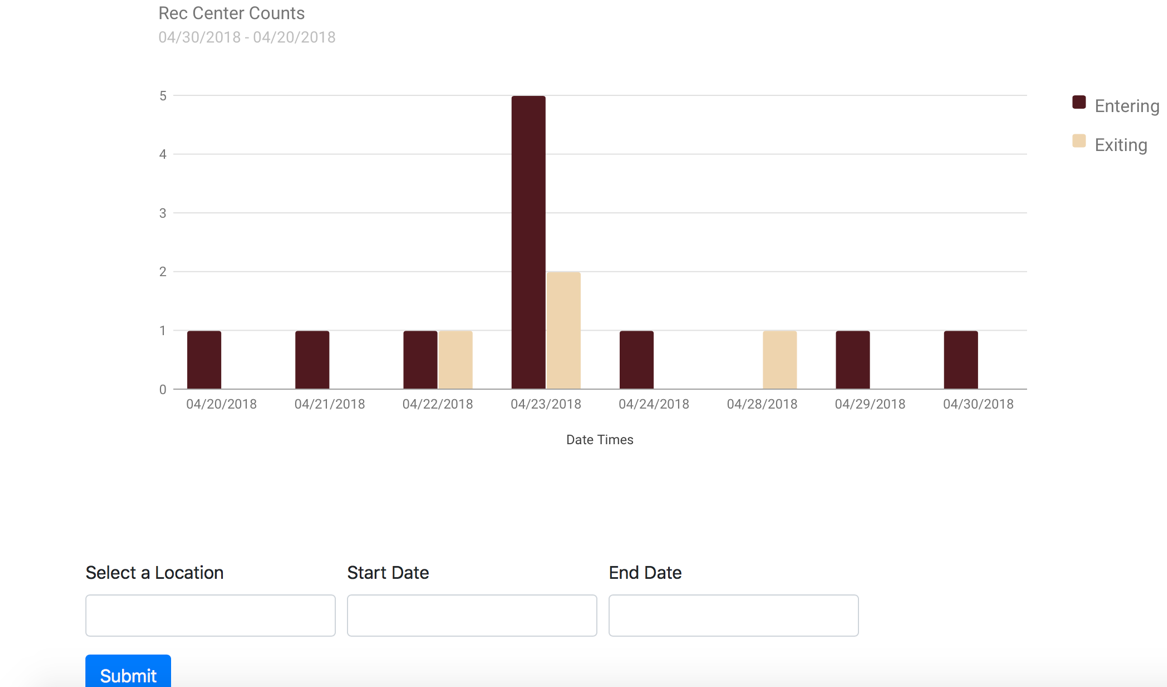 Rec Center Counts
04/30/2018 - 04/20/2018
5
4
3
2
1
0
Entering
Exiting
04/20/2018 04/21/2018 04/22/2018 04/23/2018 04/24/2018 04/28/2018 04/29/2018 04/30/2018
Date Times
Select a Location Start Date End Date
Submit